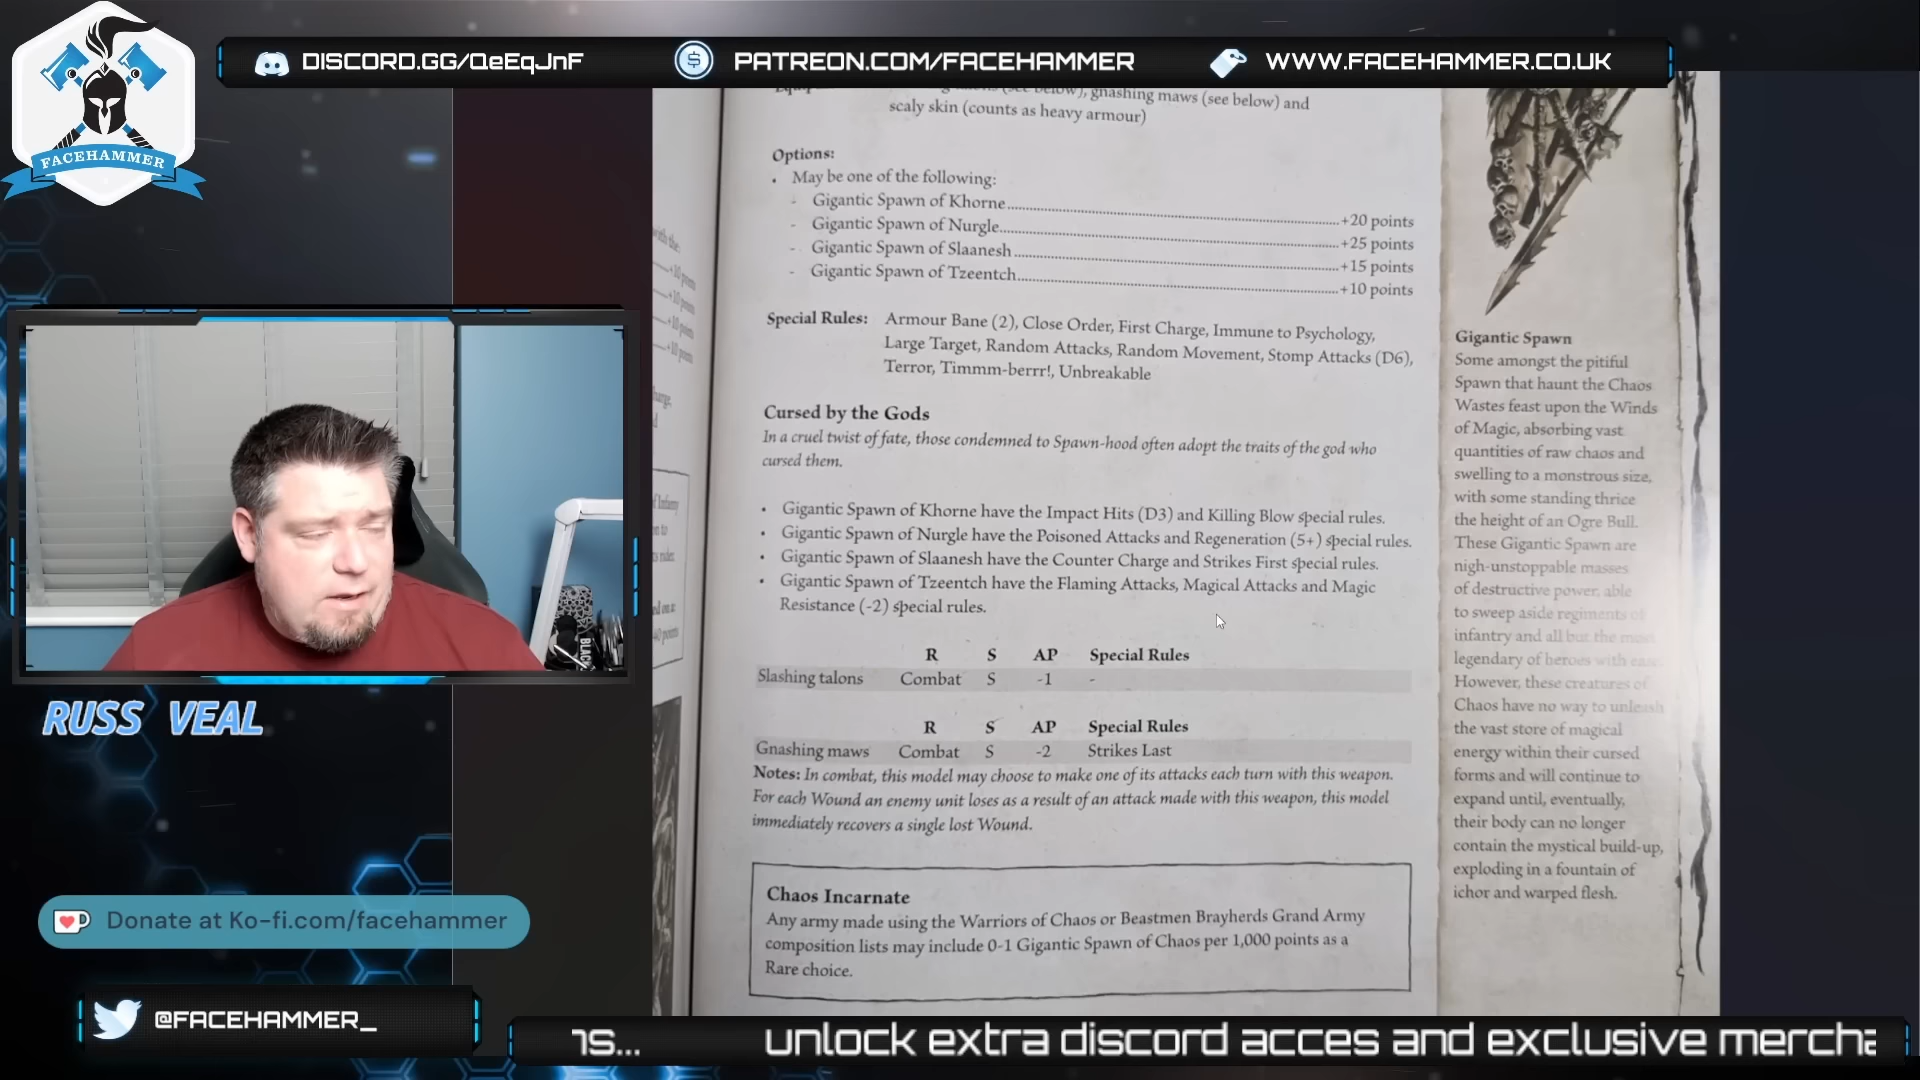 DISCORD.GG/QeEqJnF
PATREON.COM/FACEHAMMER
WWW.FACEHAMMER.CO.UK
FACEHAMMER
(see below), gnashing maws (see below) and
scaly skin (counts as heavy armour)
Options:
• May be one of the following:
- Gigantic Spawn of Khorne +20 points
- Gigantic Spawn of Nurgle +25 points
- Gigantic Spawn of Slaanesh +15 points
- Gigantic Spawn of Tzeentch +10 points
Special Rules: Armour Bane (2), Close Order, First Charge, Immune to Psychology,
Large Target, Random Attacks, Random Movement, Stomp Attacks (D6),
Terror, Timmm-berrr!, Unbreakable
Cursed by the Gods
In a cruel twist of fate, those condemned to Spawn-hood often adopt the traits of the god who
cursed them.
• Gigantic Spawn of Khorne have the Impact Hits (D3) and Killing Blow special rules.
• Gigantic Spawn of Nurgle have the Poisoned Attacks and Regeneration (5+) special rules.
• Gigantic Spawn of Slaanesh have the Counter Charge and Strikes First special rules.
• Gigantic Spawn of Tzeentch have the Flaming Attacks, Magical Attacks and Magic
Resistance (-2) special rules.
R S AP Special Rules
Slashing talons Combat S -1 -
R S AP Special Rules
Gnashing maws Combat S -2 Strikes Last
Notes: In combat, this model may choose to make one of its attacks each turn with this weapon.
For each Wound an enemy unit loses as a result of an attack made with this weapon, this model
immediately recovers a single lost Wound.
Chaos Incarnate
Any army made using the Warriors of Chaos or Beastmen Brayherds Grand Army
composition lists may include 0-1 Gigantic Spawn of Chaos per 1,000 points as a
Rare choice.
Gigantic Spawn
Some amongst the pitiful
Spawn that haunt the Chaos
Wastes feast upon the Winds
of Magic, absorbing vast
quantities of raw chaos and
swelling to a monstrous size,
with some standing thrice
the height of an Ogre Bull.
These Gigantic Spawn are
nigh-unstoppable masses
of destructive power, able
to sweep aside regiments of
infantry and all but the most
legendary of heroes with ease.
However, these creatures of
Chaos have no way to unleash
the vast store of magical
energy within their cursed
forms and will continue to
expand until, eventually,
their body can no longer
contain the mystical build-up,
exploding in a fountain of
ichor and warped flesh.
+10 points
+10 points
+10 points
+10 points
RUSS VEAL
Donate at Ko-fi.com/facehammer
@FACEHAMMER_
unlock extra discord acces and exclusive mercha